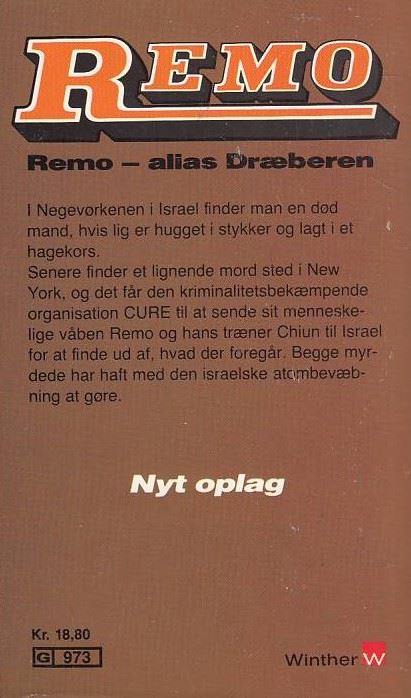 REMO
Remo – alias Dræberen
I Negevørkenen i Israel finder man en død
mand, hvis lig er hugget i stykker og lagt i et
hagekors.
Senere finder et lignende mord sted i New
York, og det får den kriminalitetsbekæmpende
organisation CURE til at sende sit menneske-
lige våben Remo og hans træner Chiun til Israel
for at finde ud af, hvad der foregår. Begge myr-
dede har haft med den israelske atombevæb-
ning at gøre.
Nyt oplag
Kr. 18,80
G 973
Winther W